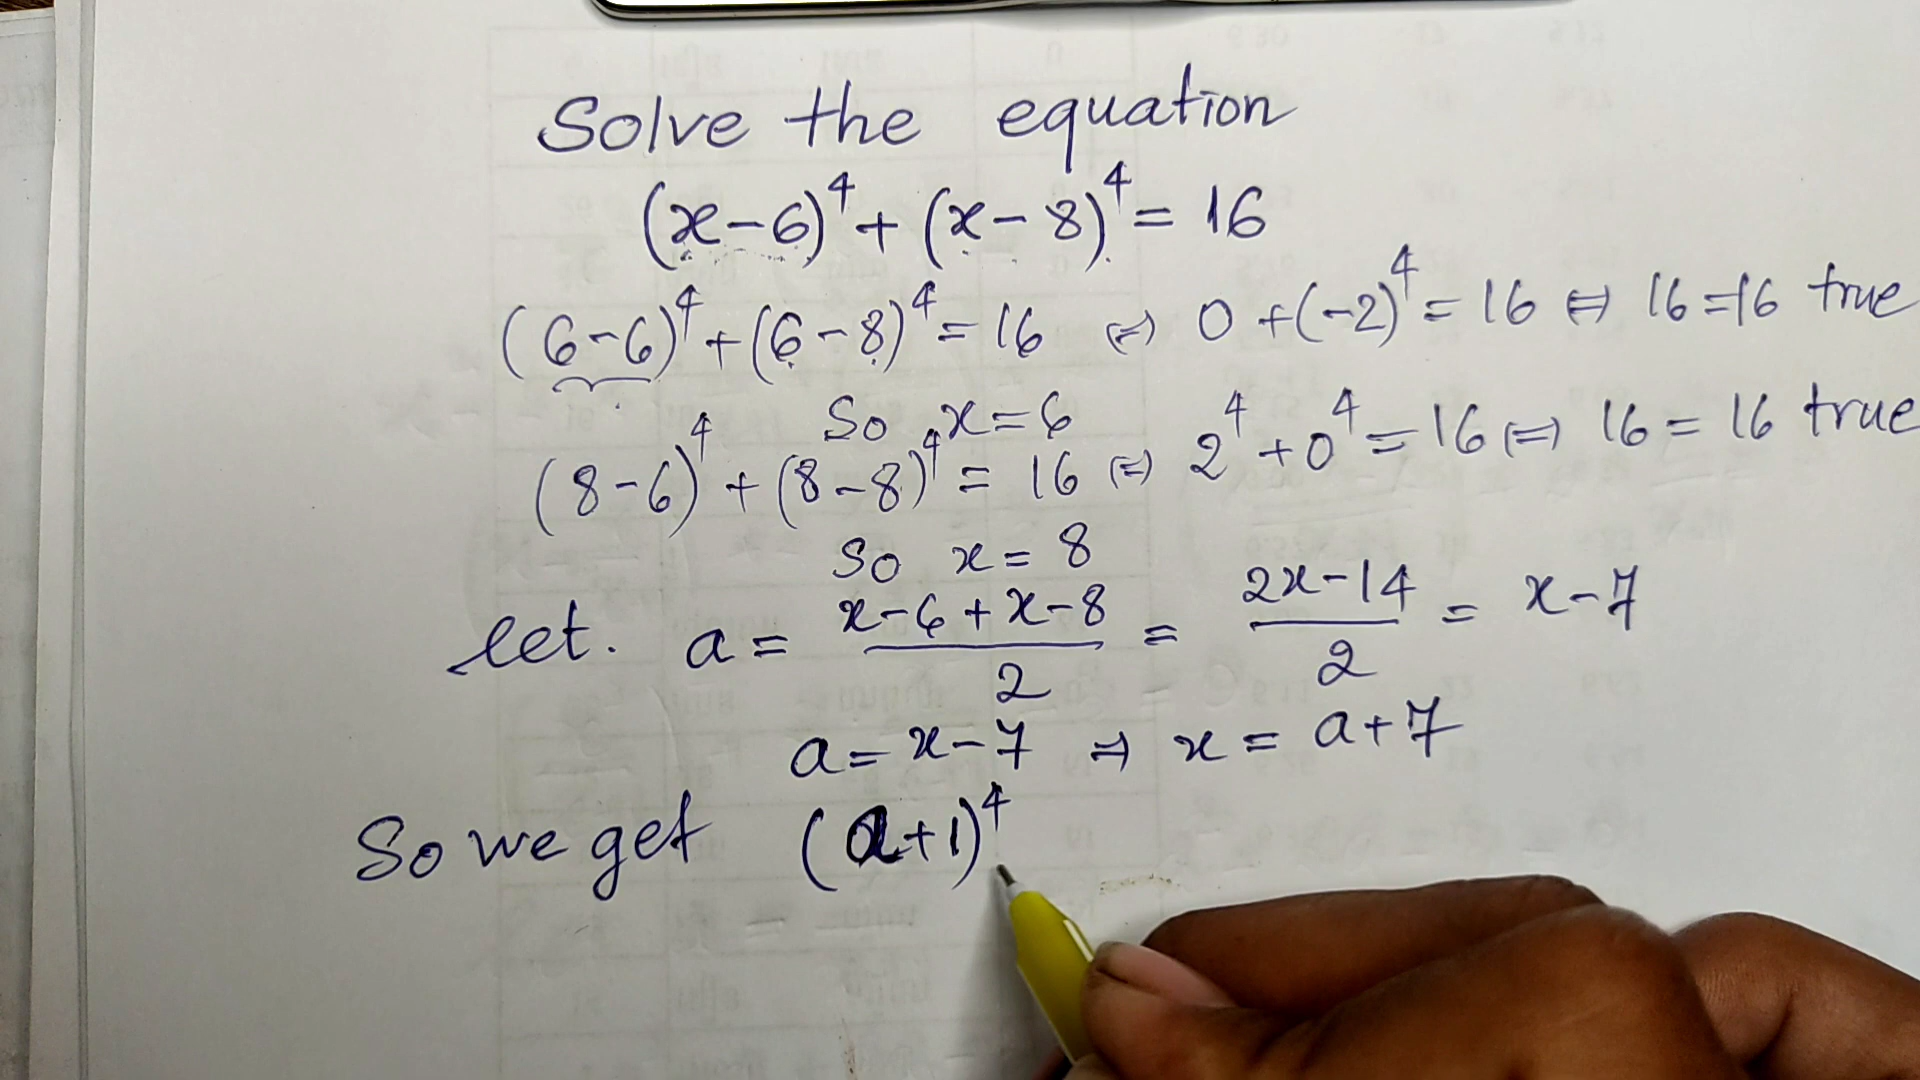 Solve the equation
(x-6)⁴ + (x-8)⁴ = 16
(6-6)⁴ + (6-8)⁴ = 16 ⇔ 0 + (-2)⁴ = 16 ⇔ 16 = 16 true
So x = 6
(8-6)⁴ + (8-8)⁴ = 16 ⇔ 2⁴ + 0⁴ = 16 ⇔ 16 = 16 true
So x = 8
let. a = (x-6+x-8)/2 = (2x-14)/2 = x-7
a = x-7 ⇒ x = a+7
So we get (a+1)⁴